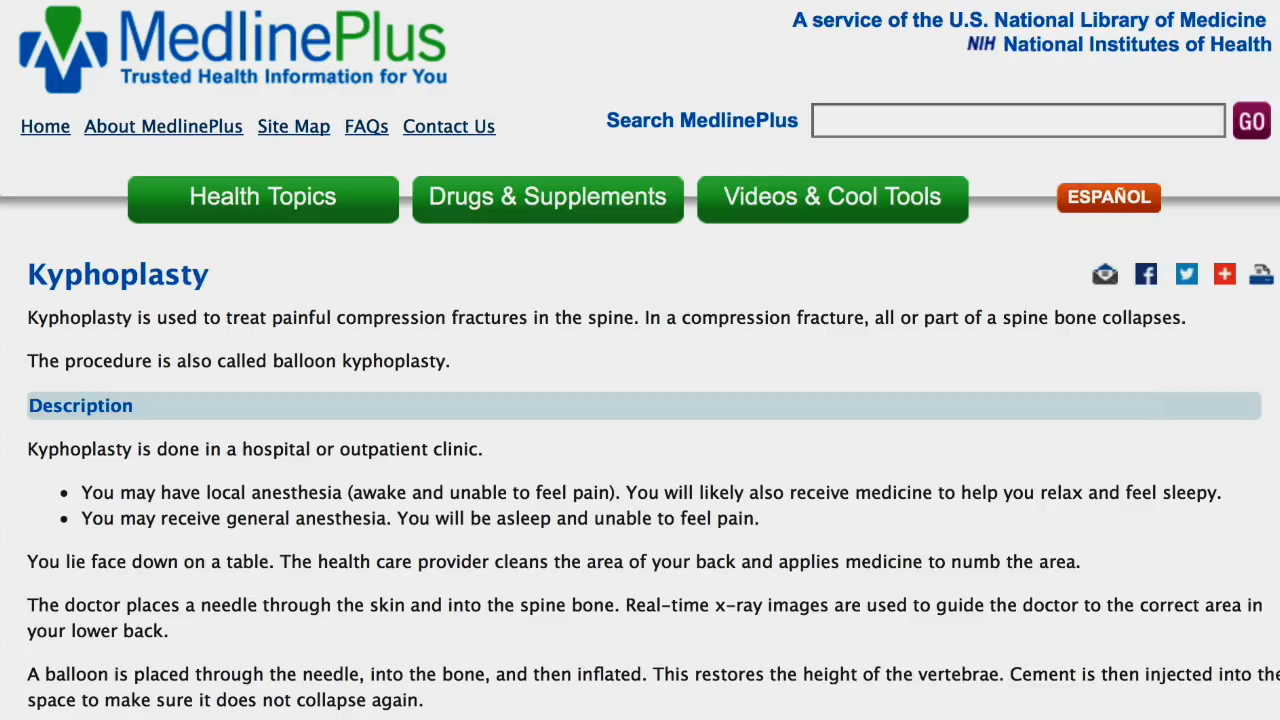 MedlinePlus
Trusted Health Information for You
A service of the U.S. National Library of Medicine
NIH National Institutes of Health
Home About MedlinePlus Site Map FAQs Contact Us
Search MedlinePlus GO
Health Topics Drugs & Supplements Videos & Cool Tools ESPAÑOL
Kyphoplasty
Kyphoplasty is used to treat painful compression fractures in the spine. In a compression fracture, all or part of a spine bone collapses.
The procedure is also called balloon kyphoplasty.
Description
Kyphoplasty is done in a hospital or outpatient clinic.
• You may have local anesthesia (awake and unable to feel pain). You will likely also receive medicine to help you relax and feel sleepy.
• You may receive general anesthesia. You will be asleep and unable to feel pain.
You lie face down on a table. The health care provider cleans the area of your back and applies medicine to numb the area.
The doctor places a needle through the skin and into the spine bone. Real-time x-ray images are used to guide the doctor to the correct area in
your lower back.
A balloon is placed through the needle, into the bone, and then inflated. This restores the height of the vertebrae. Cement is then injected into the
space to make sure it does not collapse again.